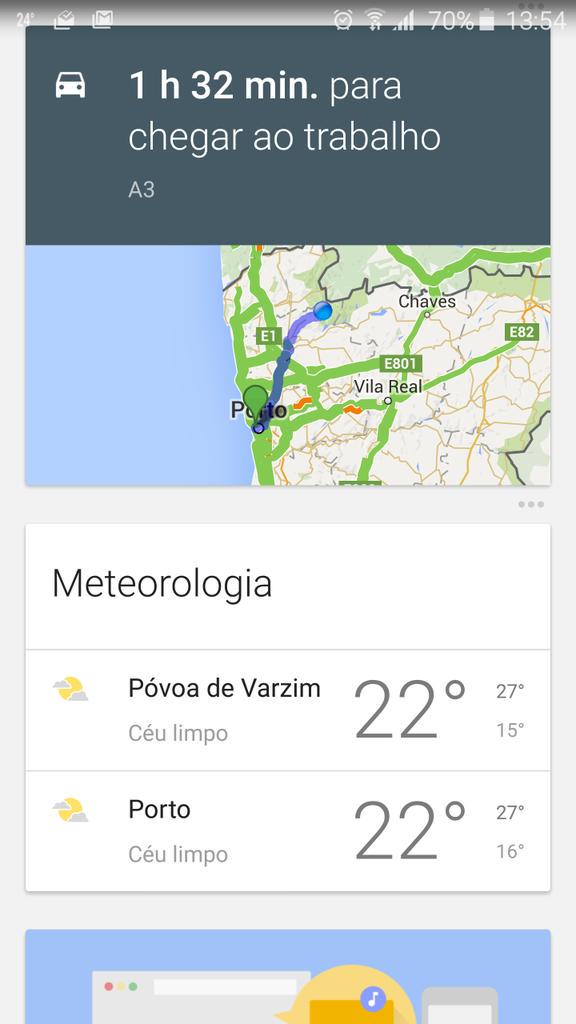 24° 70% 13:54
1 h 32 min. para
chegar ao trabalho
A3
Chaves
E1
E82
E801
Vila Real
Porto
Meteorologia
Póvoa de Varzim 22° 27°
Céu limpo 15°
Porto 22° 27°
Céu limpo 16°